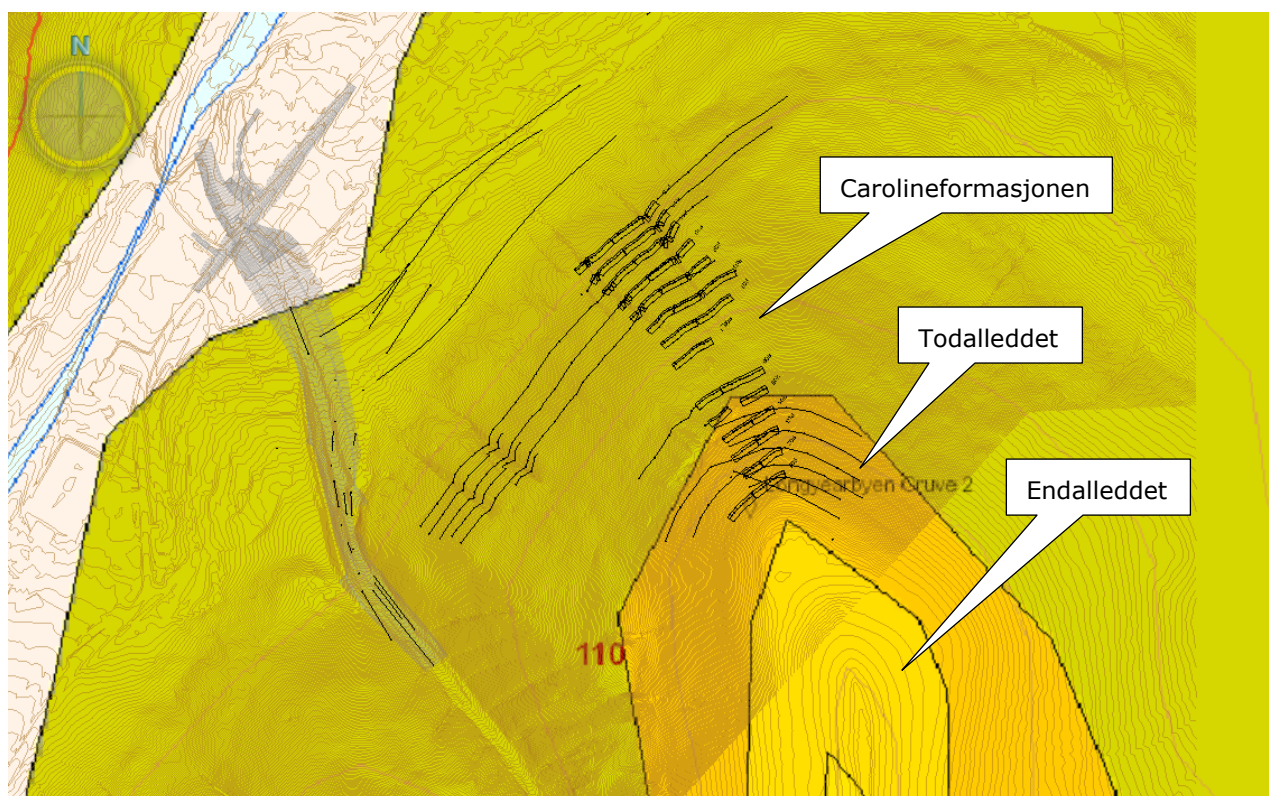 N
Carolineformasjonen
Todalleddet
Longyearbyen Gruve 2
Endalleddet
110